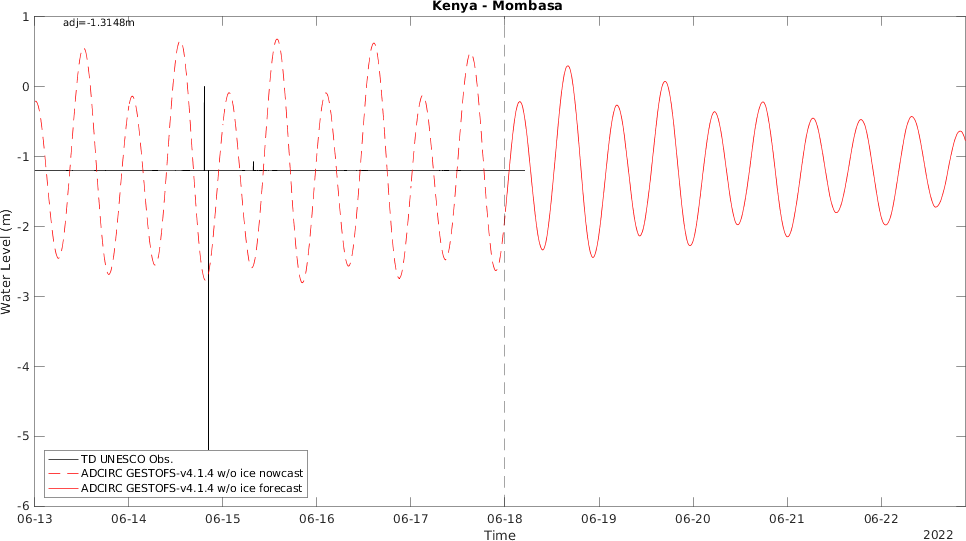 Kenya - Mombasa
adj=-1.3148m
1
0
-1
-2
-3
-4
-5
-6
Water Level (m)
TD UNESCO Obs.
ADCIRC GESTOFS-v4.1.4 w/o ice nowcast
ADCIRC GESTOFS-v4.1.4 w/o ice forecast
06-13 06-14 06-15 06-16 06-17 06-18 06-19 06-20 06-21 06-22
Time
2022